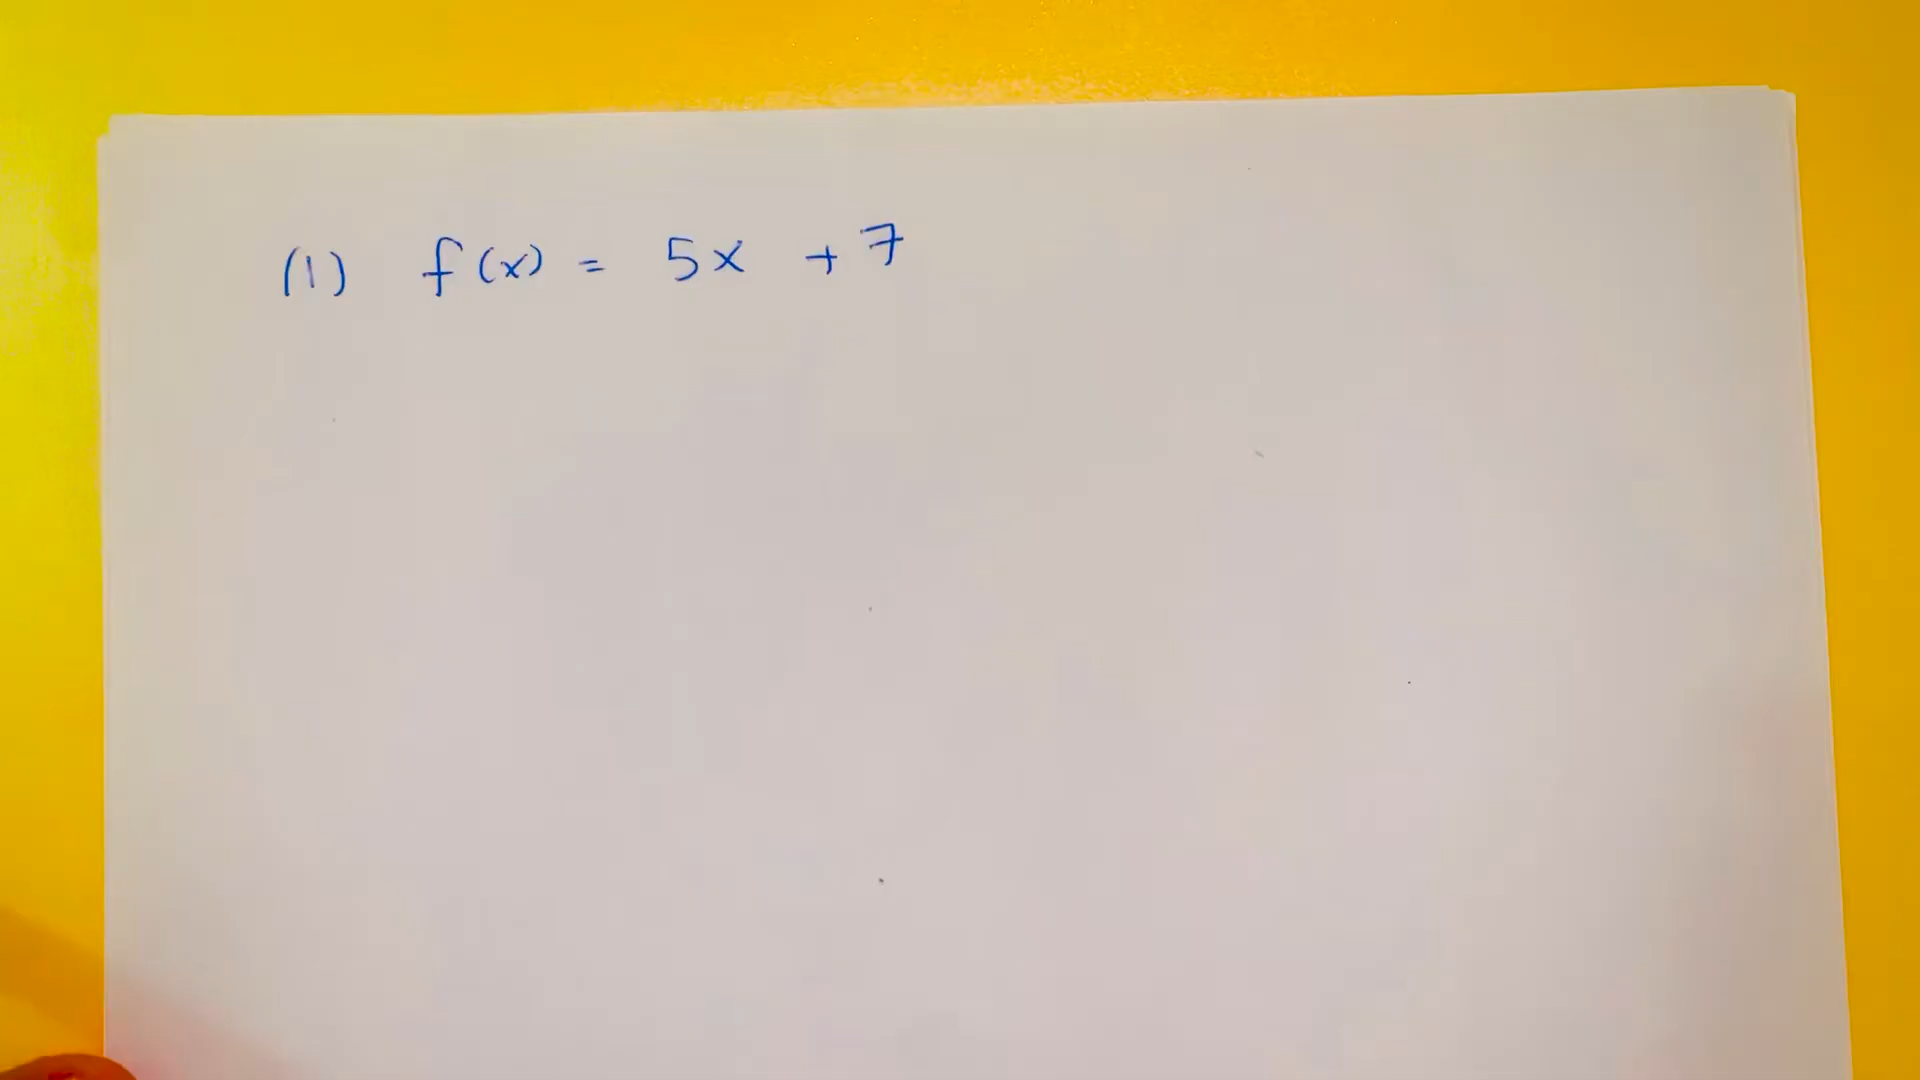 (1) f(x) = 5x + 7